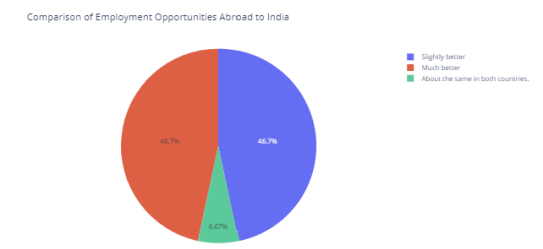 Comparison of Employment Opportunities Abroad to India
Slightly better
Much better
About the same in both countries.
46.7%
46.7%
6.67%